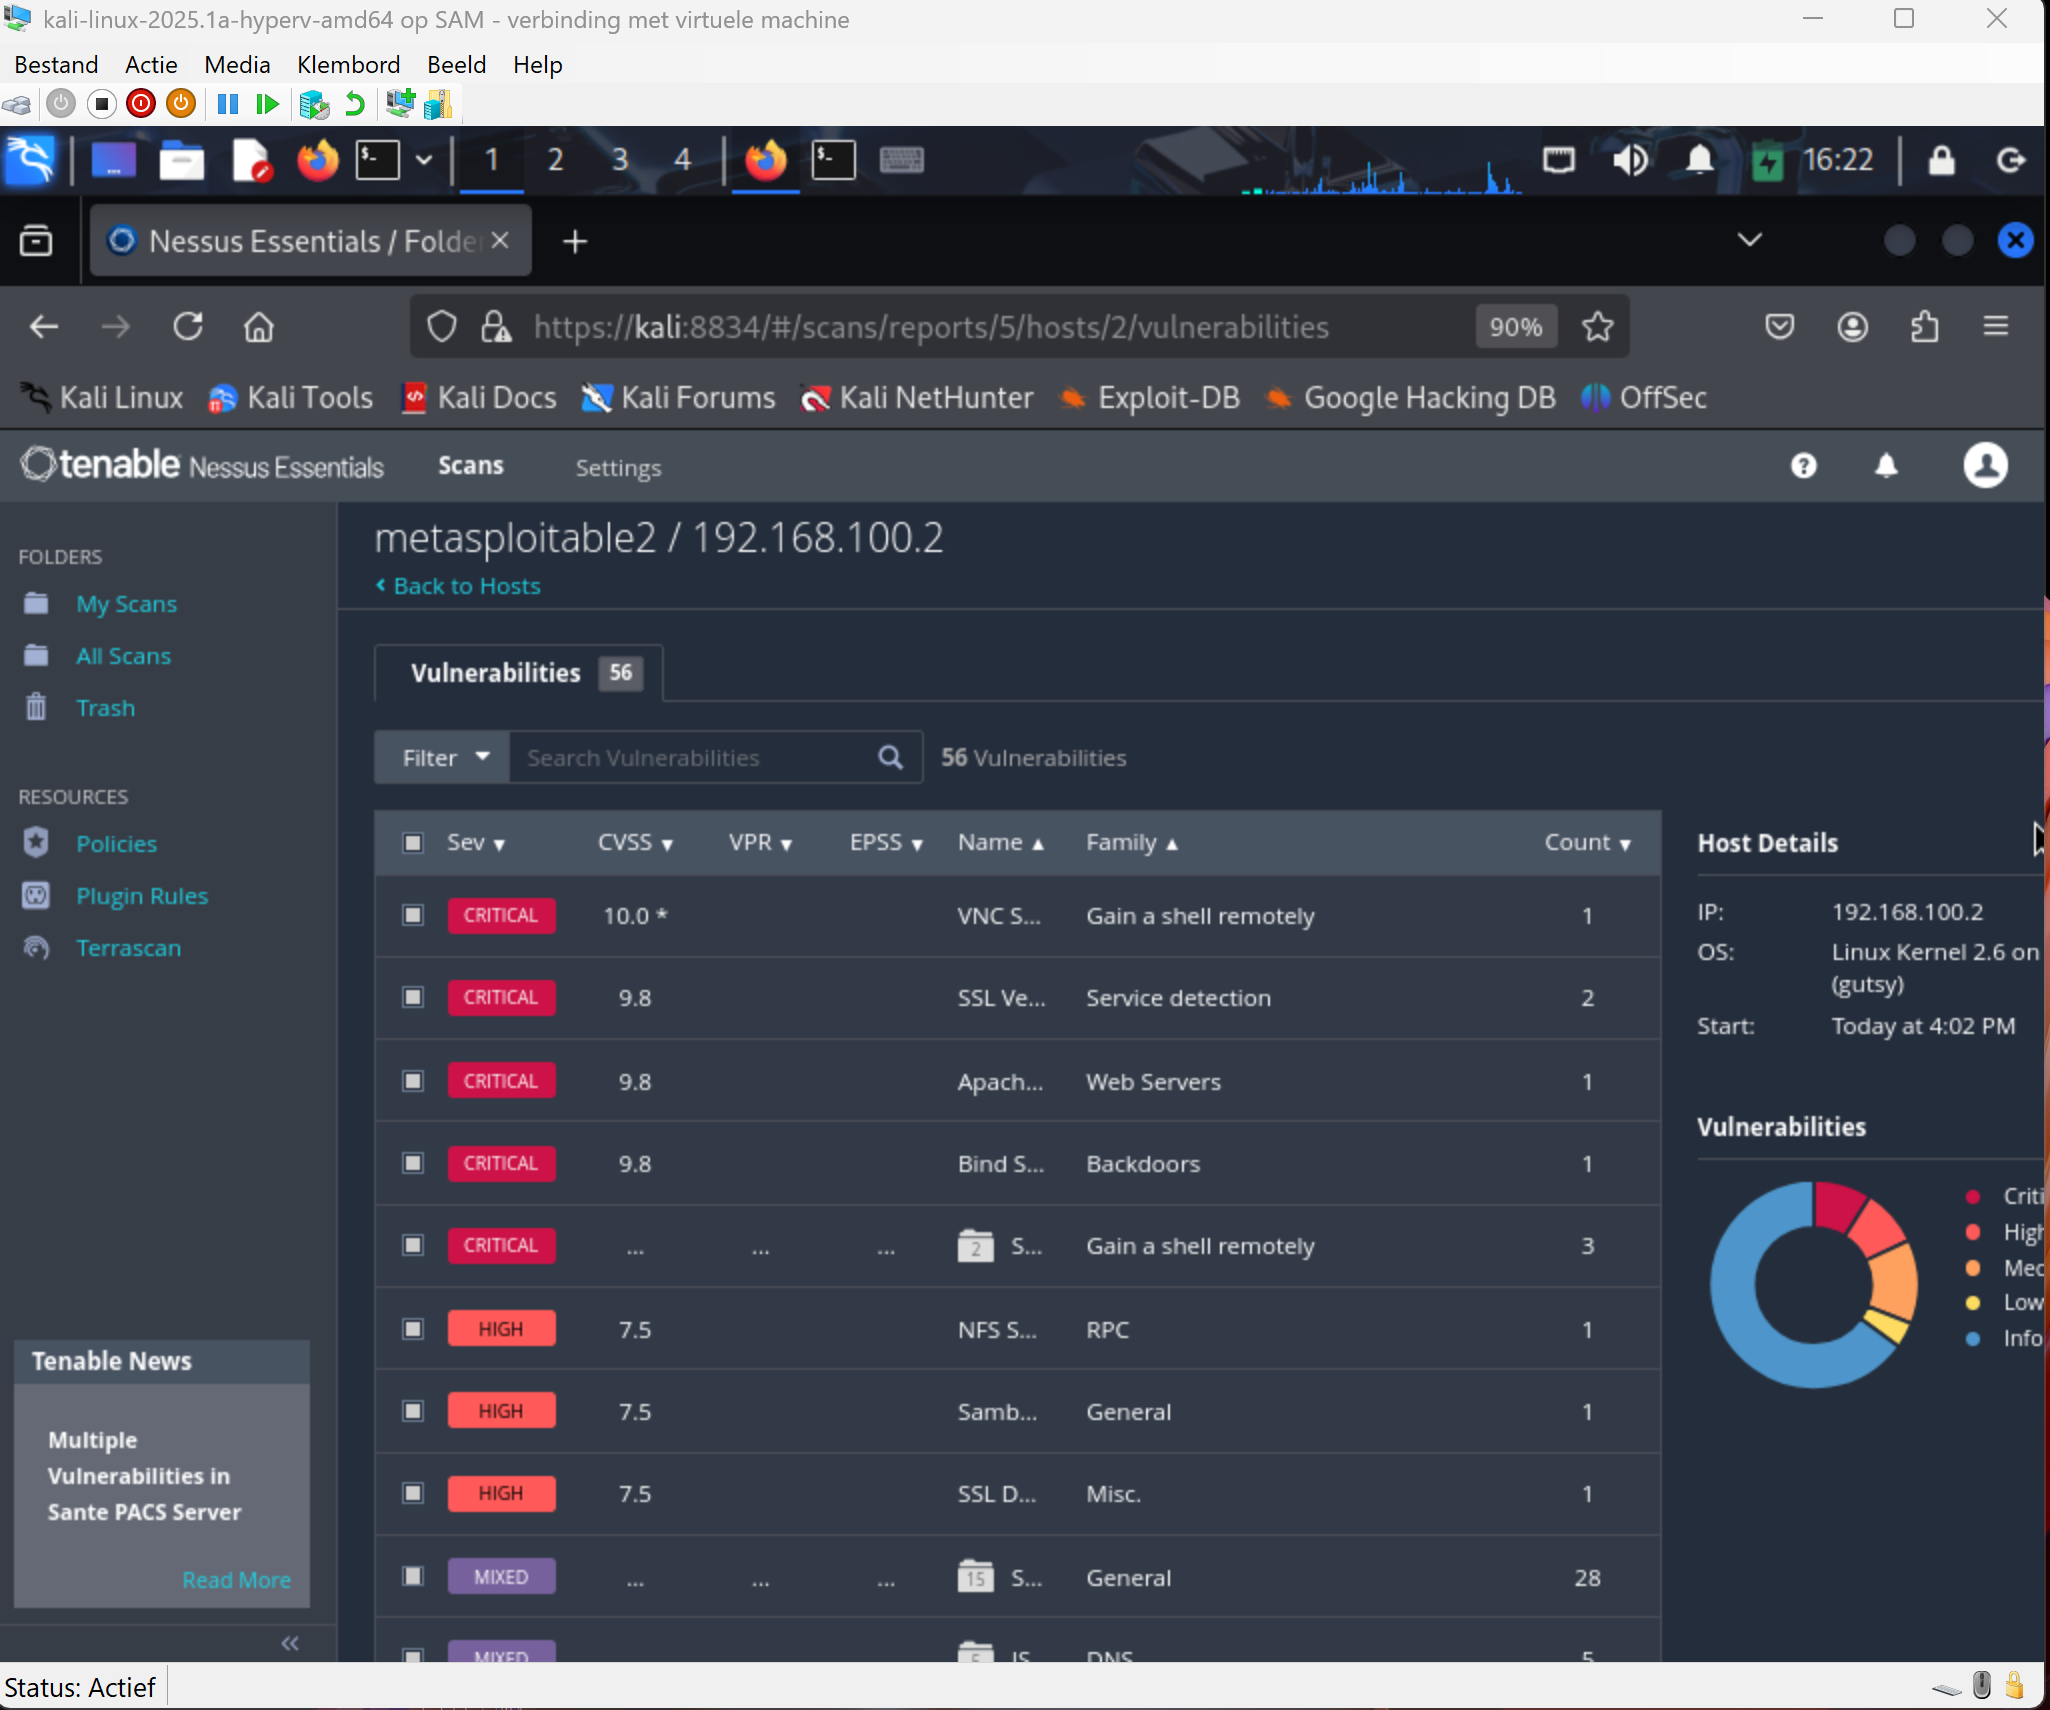 kali-linux-2025.1a-hyperv-amd64 op SAM - verbinding met virtuele machine
Bestand Actie Media Klembord Beeld Help
1 2 3 4 16:22
Nessus Essentials / Folde
https://kali:8834/#/scans/reports/5/hosts/2/vulnerabilities 90%
Kali Linux Kali Tools Kali Docs Kali Forums Kali NetHunter Exploit-DB Google Hacking DB OffSec
tenable Nessus Essentials Scans Settings
metasploitable2 / 192.168.100.2
Back to Hosts
FOLDERS
My Scans
All Scans
Trash
RESOURCES
Policies
Plugin Rules
Terrascan
Vulnerabilities 56
Filter Search Vulnerabilities 56 Vulnerabilities
Sev CVSS VPR EPSS Name Family Count
CRITICAL 10.0 * VNC S... Gain a shell remotely 1
CRITICAL 9.8 SSL Ve... Service detection 2
CRITICAL 9.8 Apach... Web Servers 1
CRITICAL 9.8 Bind S... Backdoors 1
CRITICAL ... ... ... 2 S... Gain a shell remotely 3
HIGH 7.5 NFS S... RPC 1
HIGH 7.5 Samb... General 1
HIGH 7.5 SSL D... Misc. 1
MIXED ... ... ... 15 S... General 28
MIXED 5 IS DNS 5
Host Details
IP: 192.168.100.2
OS: Linux Kernel 2.6 on
(gutsy)
Start: Today at 4:02 PM
Vulnerabilities
Criti
High
Med
Low
Info
Tenable News
Multiple
Vulnerabilities in
Sante PACS Server
Read More
Status: Actief